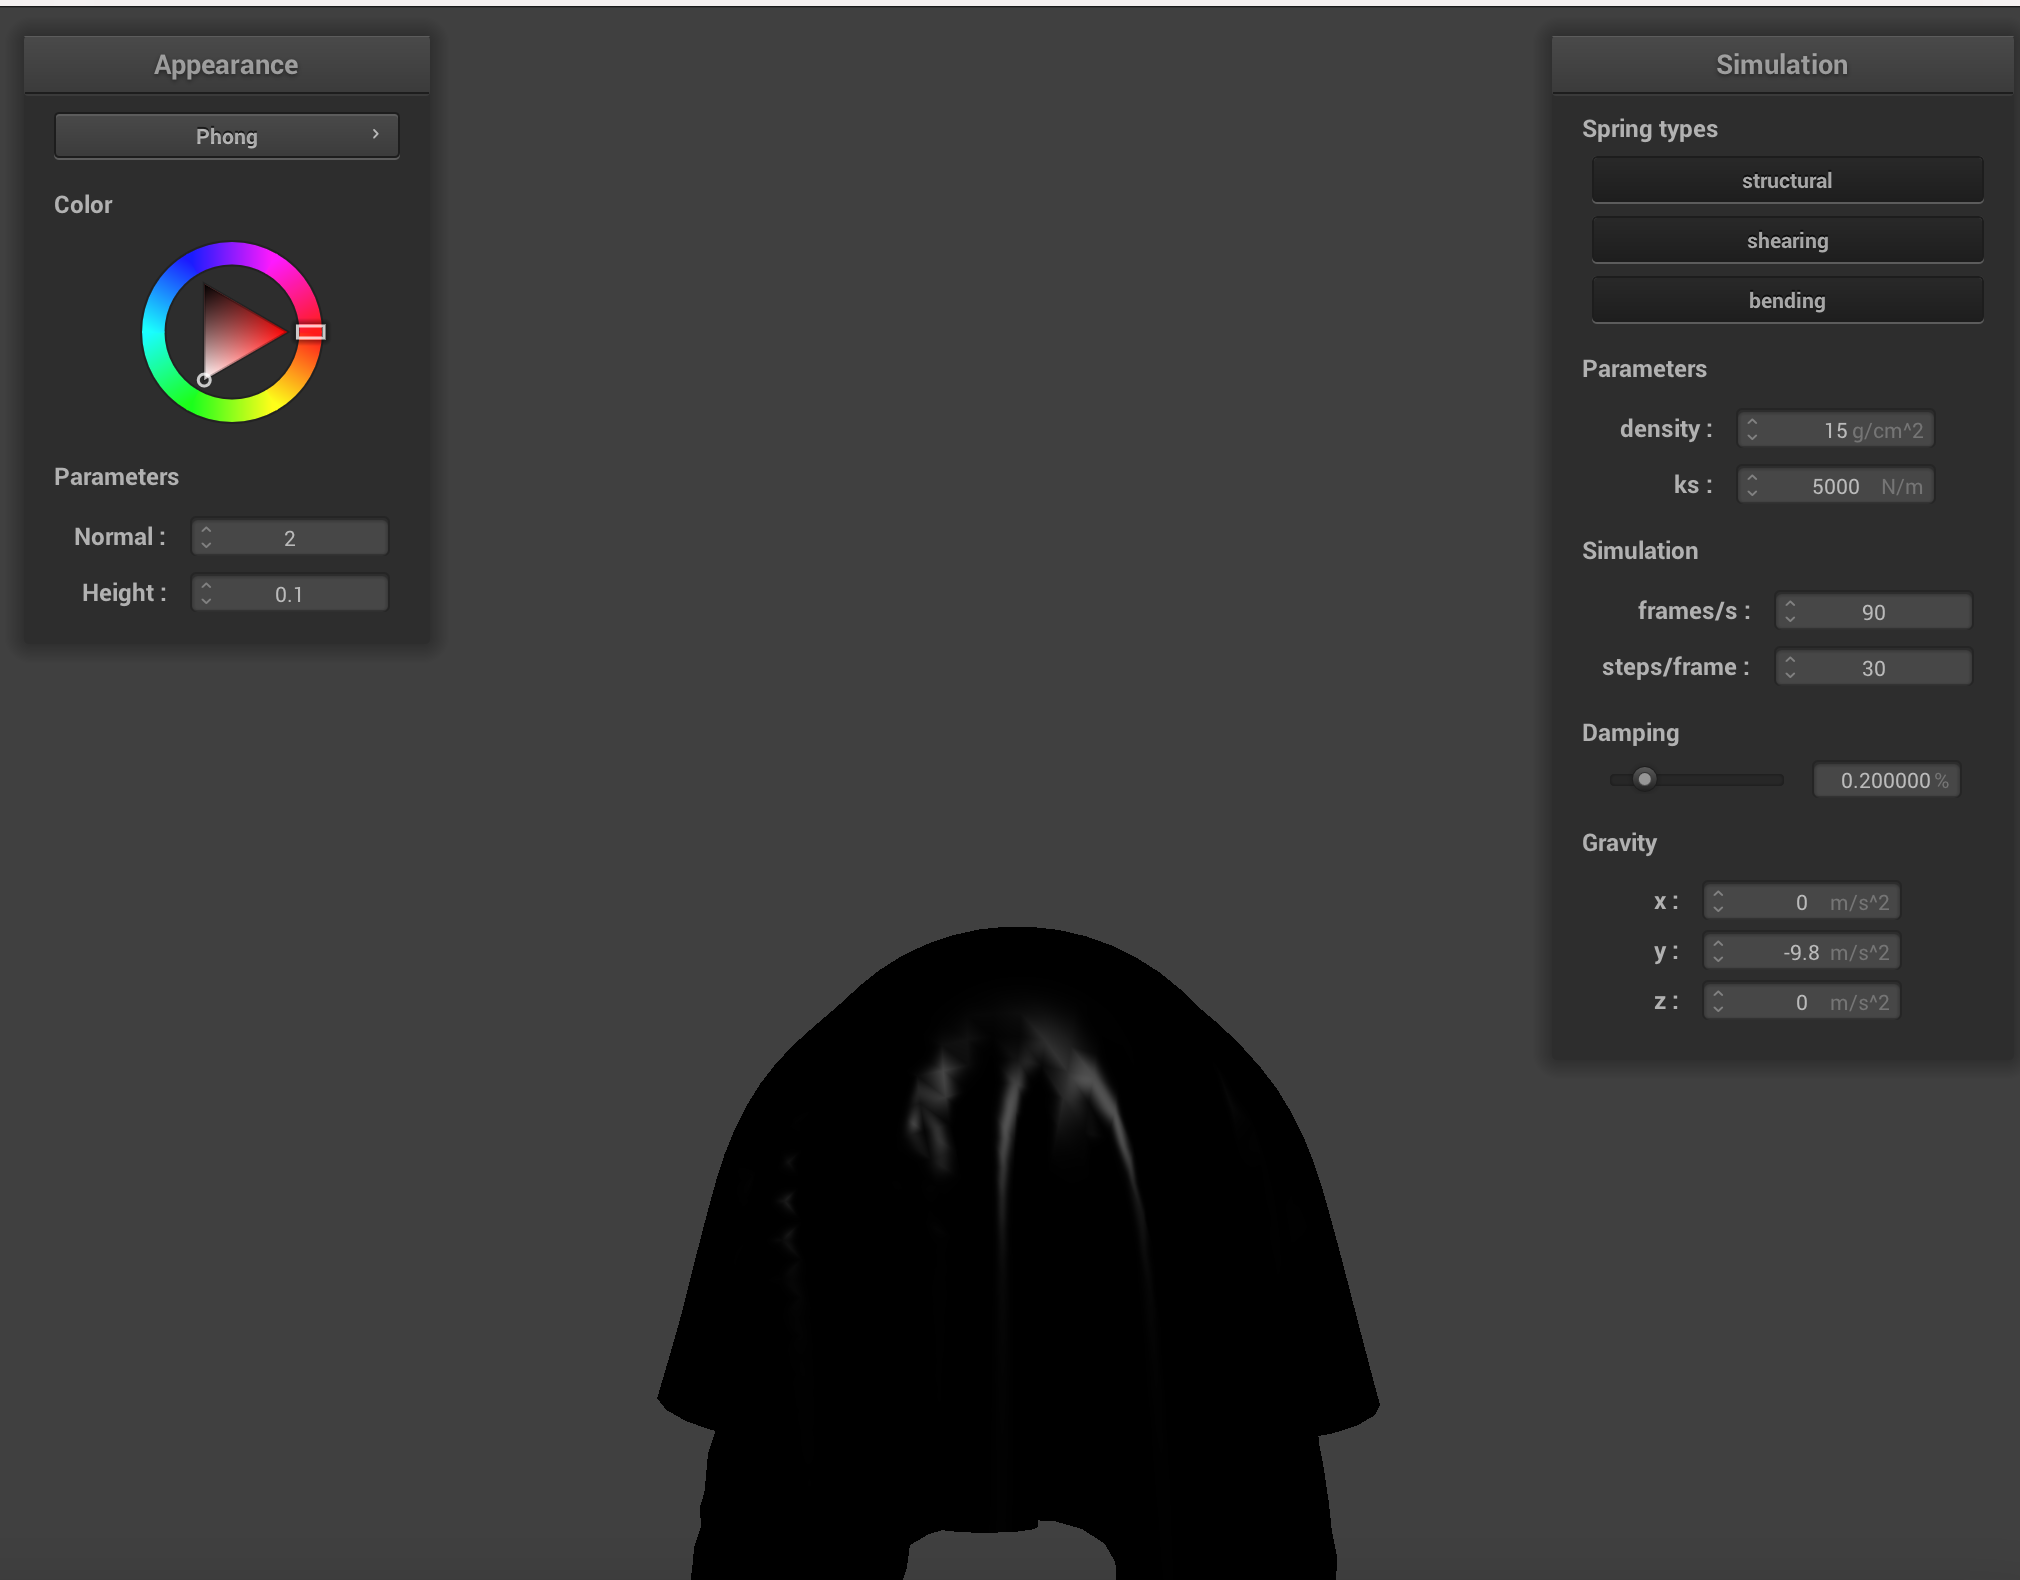 Appearance
Phong
Color
Parameters
Normal : 2
Height : 0.1
Simulation
Spring types
structural
shearing
bending
Parameters
density : 15 g/cm^2
ks : 5000 N/m
Simulation
frames/s : 90
steps/frame : 30
Damping
0.200000 %
Gravity
x : 0 m/s^2
y : -9.8 m/s^2
z : 0 m/s^2